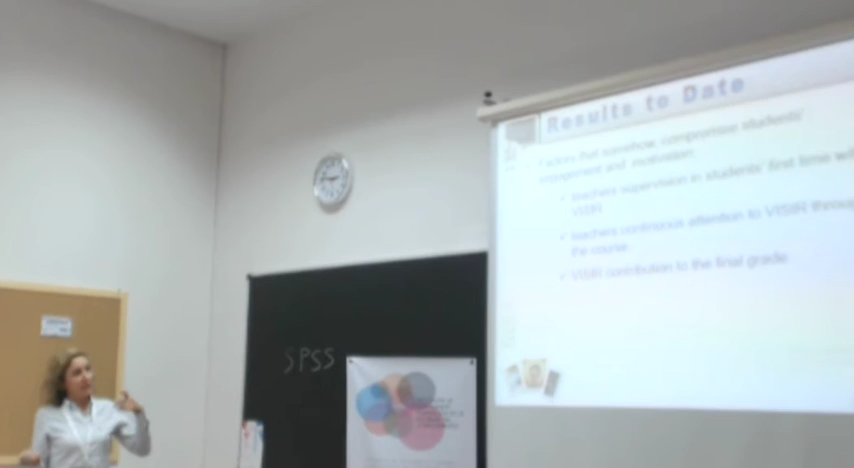 Results to Date
Factors that somehow, compromise students'
engagement and motivation:
✓ teachers supervision in students' first time wi
VISIR
✓ teachers continuous attention to VISIR throug
the course
✓ VISIR contribution to the final grade
SPSS